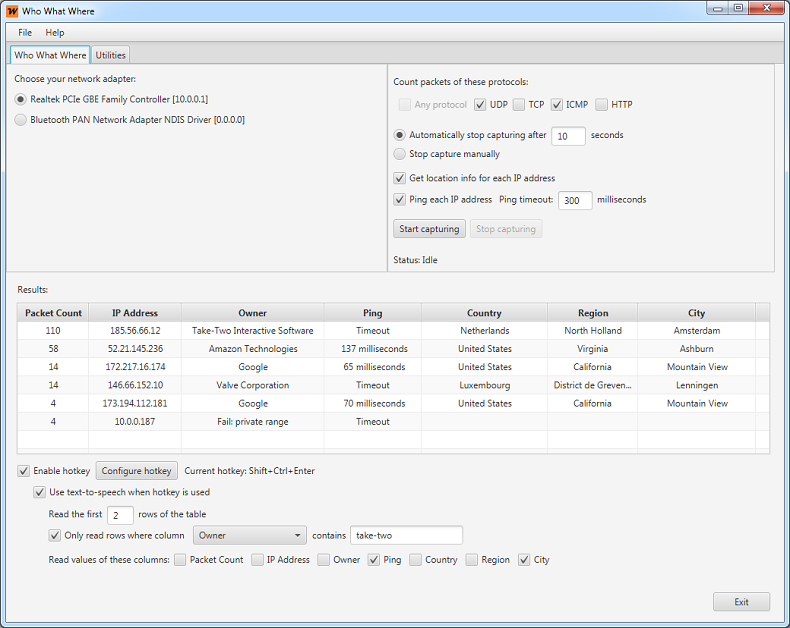 Who What Where
File Help
Who What Where Utilities
Choose your network adapter:
Realtek PCIe GBE Family Controller [10.0.0.1]
Bluetooth PAN Network Adapter NDIS Driver [0.0.0.0]
Count packets of these protocols:
Any protocol UDP TCP ICMP HTTP
Automatically stop capturing after 10 seconds
Stop capture manually
Get location info for each IP address
Ping each IP address Ping timeout: 300 milliseconds
Start capturing Stop capturing
Status: Idle
Results:
Packet Count IP Address Owner Ping Country Region City
110 185.56.66.12 Take-Two Interactive Software Timeout Netherlands North Holland Amsterdam
58 52.21.145.236 Amazon Technologies 137 milliseconds United States Virginia Ashburn
14 172.217.16.174 Google 65 milliseconds United States California Mountain View
14 146.66.152.10 Valve Corporation Timeout Luxembourg District de Greven... Lenningen
4 173.194.112.181 Google 70 milliseconds United States California Mountain View
4 10.0.0.187 Fail: private range Timeout
Enable hotkey Configure hotkey Current hotkey: Shift+Ctrl+Enter
Use text-to-speech when hotkey is used
Read the first 2 rows of the table
Only read rows where column Owner contains take-two
Read values of these columns: Packet Count IP Address Owner Ping Country Region City
Exit